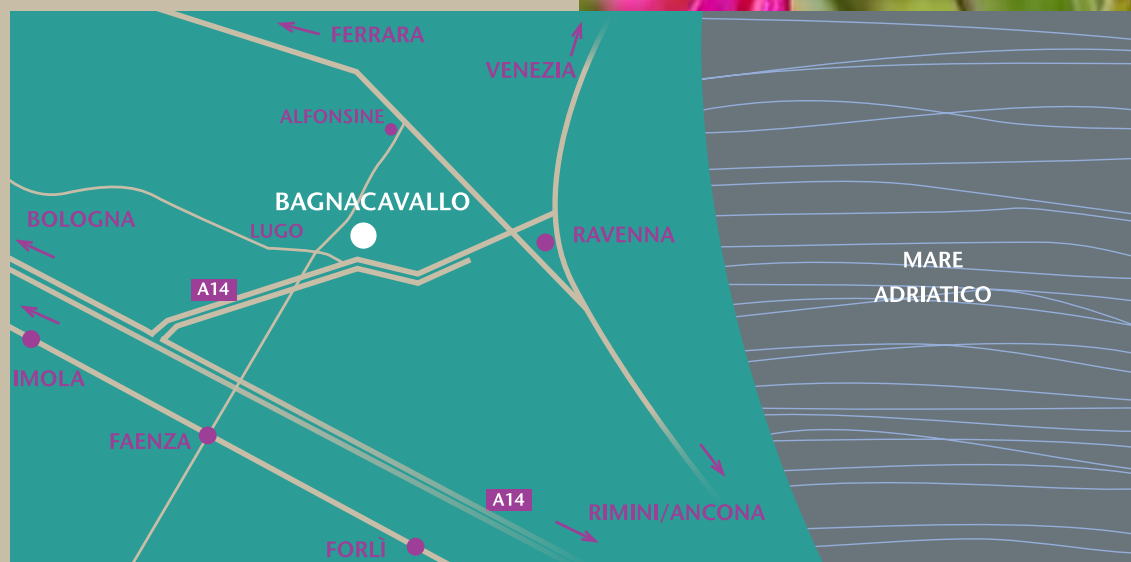 FERRARA
VENEZIA
ALFONSINE
BAGNACAVALLO
BOLOGNA
LUGO
RAVENNA
MARE
ADRIATICO
A14
IMOLA
FAENZA
A14
RIMINI/ANCONA
FORLÌ